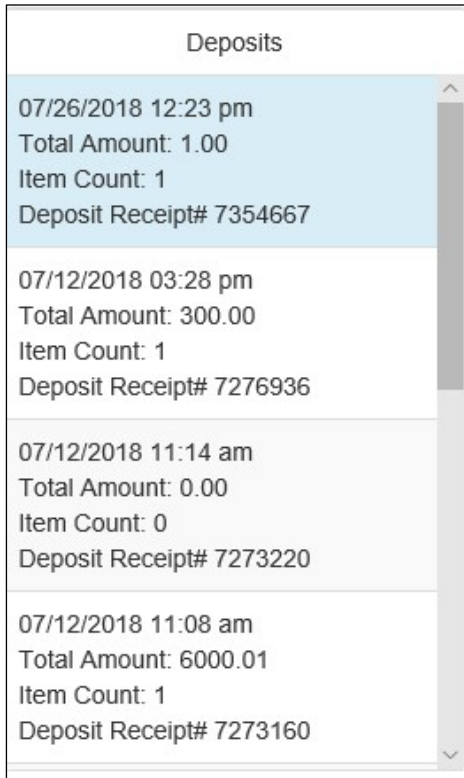 Deposits
07/26/2018 12:23 pm
Total Amount: 1.00
Item Count: 1
Deposit Receipt# 7354667
07/12/2018 03:28 pm
Total Amount: 300.00
Item Count: 1
Deposit Receipt# 7276936
07/12/2018 11:14 am
Total Amount: 0.00
Item Count: 0
Deposit Receipt# 7273220
07/12/2018 11:08 am
Total Amount: 6000.01
Item Count: 1
Deposit Receipt# 7273160